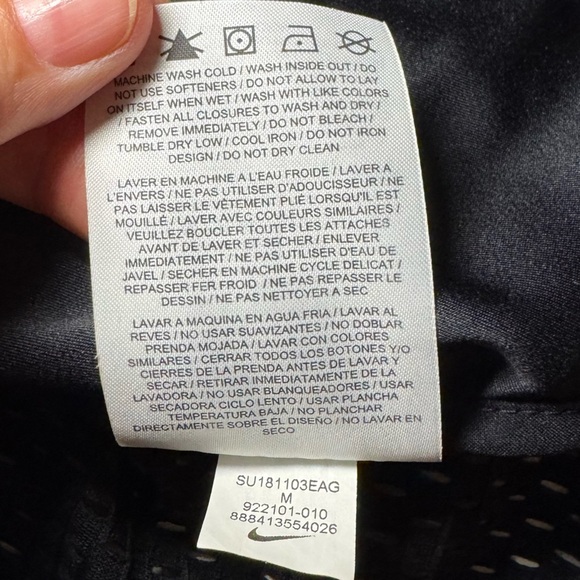 MACHINE WASH COLD / WASH INSIDE OUT / DO
NOT USE SOFTENERS / DO NOT ALLOW TO LAY
ON ITSELF WHEN WET / WASH WITH LIKE COLORS
/ FASTEN ALL CLOSURES TO WASH AND DRY /
REMOVE IMMEDIATELY / DO NOT BLEACH /
TUMBLE DRY LOW / COOL IRON / DO NOT IRON
DESIGN / DO NOT DRY CLEAN
LAVER EN MACHINE A L'EAU FROIDE / LAVER A
L'ENVERS / NE PAS UTILISER D'ADOUCISEUR / NE
PAS LAISSER LE VÊTEMENT PLIÉ LORSQU'IL EST
MOUILLÉ / LAVER AVEC COULEURS SIMILAIRES /
VEUILLEZ BOUCLER TOUTES LES ATTACHES
AVANT DE LAVER ET SECHER / ENLEVER
IMMEDIATEMENT / NE PAS UTILISER D'EAU DE
JAVEL / SECHER EN MACHINE CYCLE DELICAT /
REPASSER FER FROID / NE PAS REPASSER LE
DESSIN / NE PAS NETTOYER A SEC
LAVAR A MAQUINA EN AGUA FRIA / LAVAR AL
REVES / NO USAR SUAVIZANTES / NO DOBLAR
PRENDA MOJADA / LAVAR CON COLORES
SIMILARES / CERRAR TODOS LOS BOTONES Y/O
CIERRES DE LA PRENDA ANTES DE LAVAR Y
SECAR / RETIRAR INMEDIATAMENTE DE LA
LAVADORA / NO USAR BLANQUEADORES / USAR
SECADORA CICLO LENTO / USAR PLANCHA
TEMPERATURA BAJA / NO PLANCHAR
DIRECTAMENTE SOBRE EL DISEÑO / NO LAVAR EN
SECO
SU181103EAG
M
922101-010
888413554026